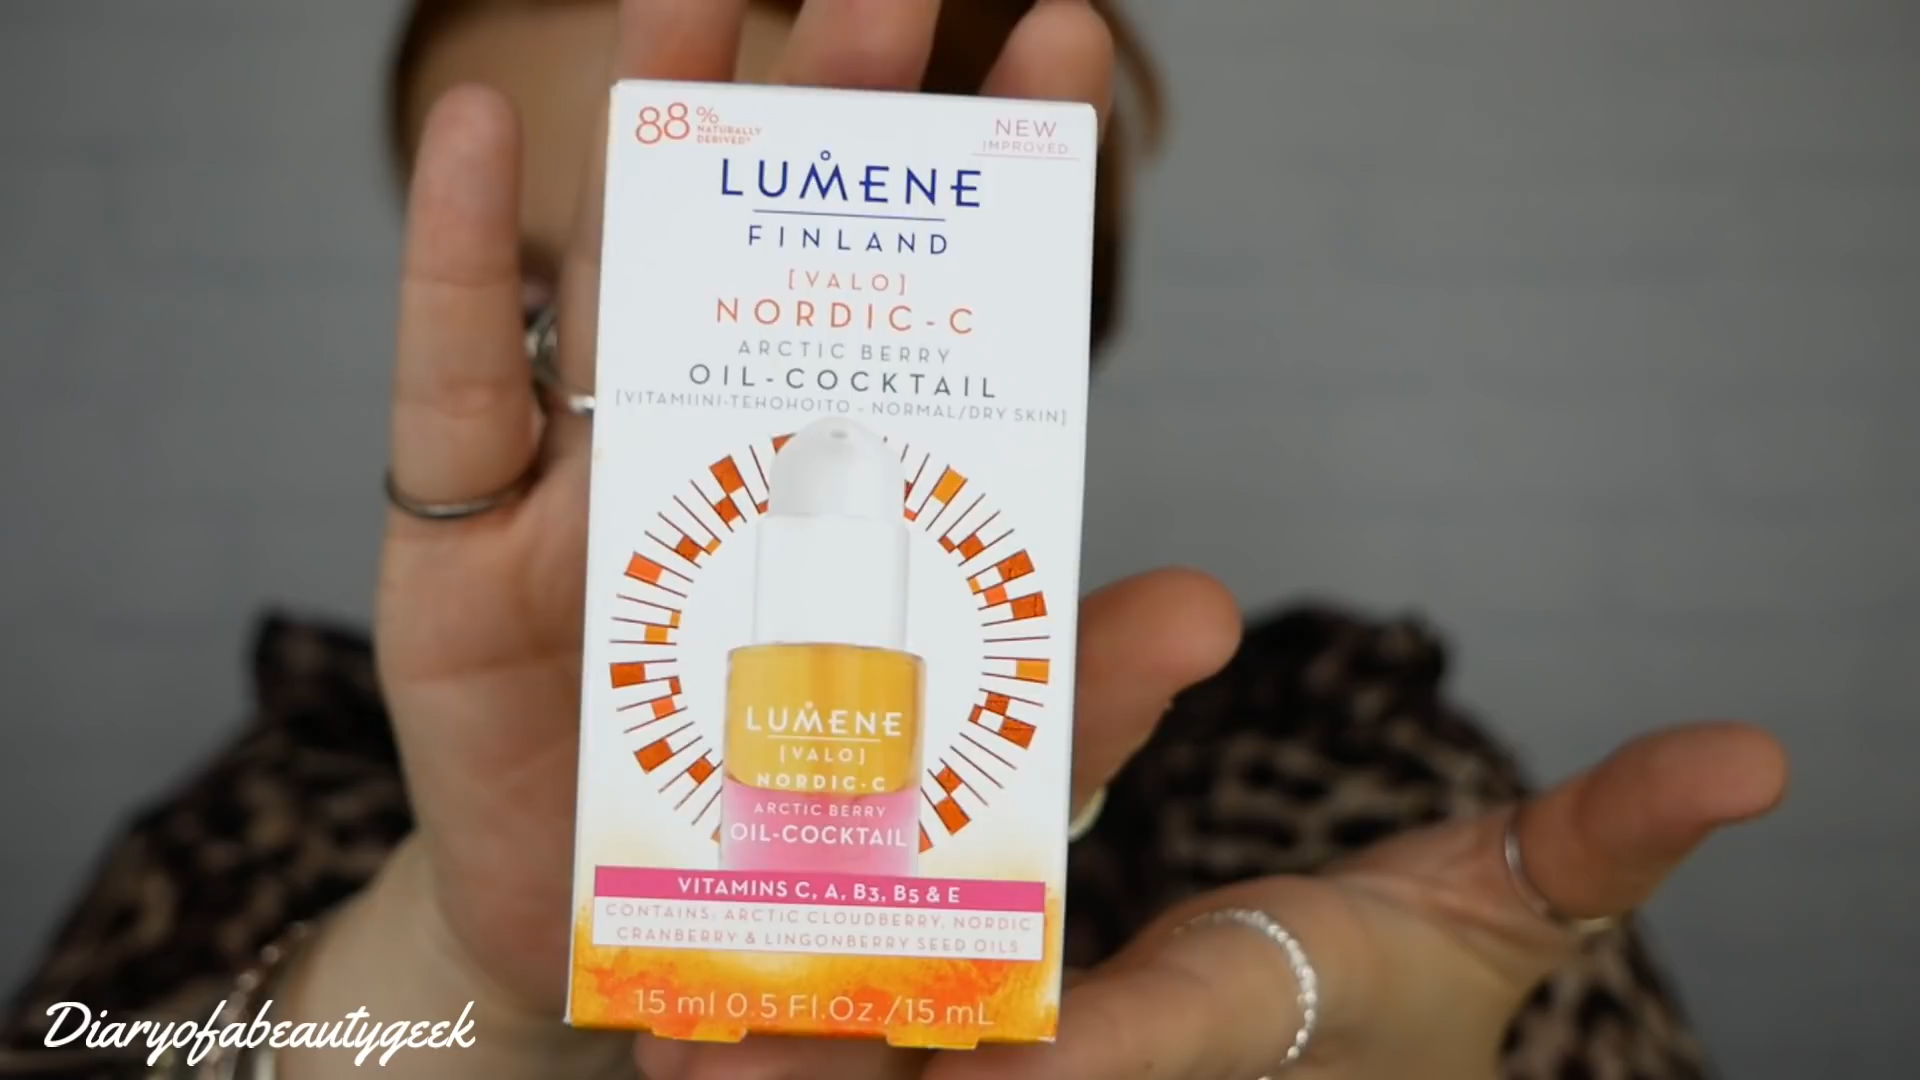 88%
NATURALLY
DERIVED*
NEW
IMPROVED
LUMENE
FINLAND
[VALO]
NORDIC-C
ARCTIC BERRY
OIL-COCKTAIL
[VITAMIINI-TEHOHOITO - NORMAL/DRY SKIN]
LUMENE
[VALO]
NORDIC-C
ARCTIC BERRY
OIL-COCKTAIL
VITAMINS C, A, B3, B5 & E
CONTAINS: ARCTIC CLOUDBERRY, NORDIC
CRANBERRY & LINGONBERRY SEED OILS
15 ml 0.5 Fl.Oz./15 mL
Diaryofabeautygeek